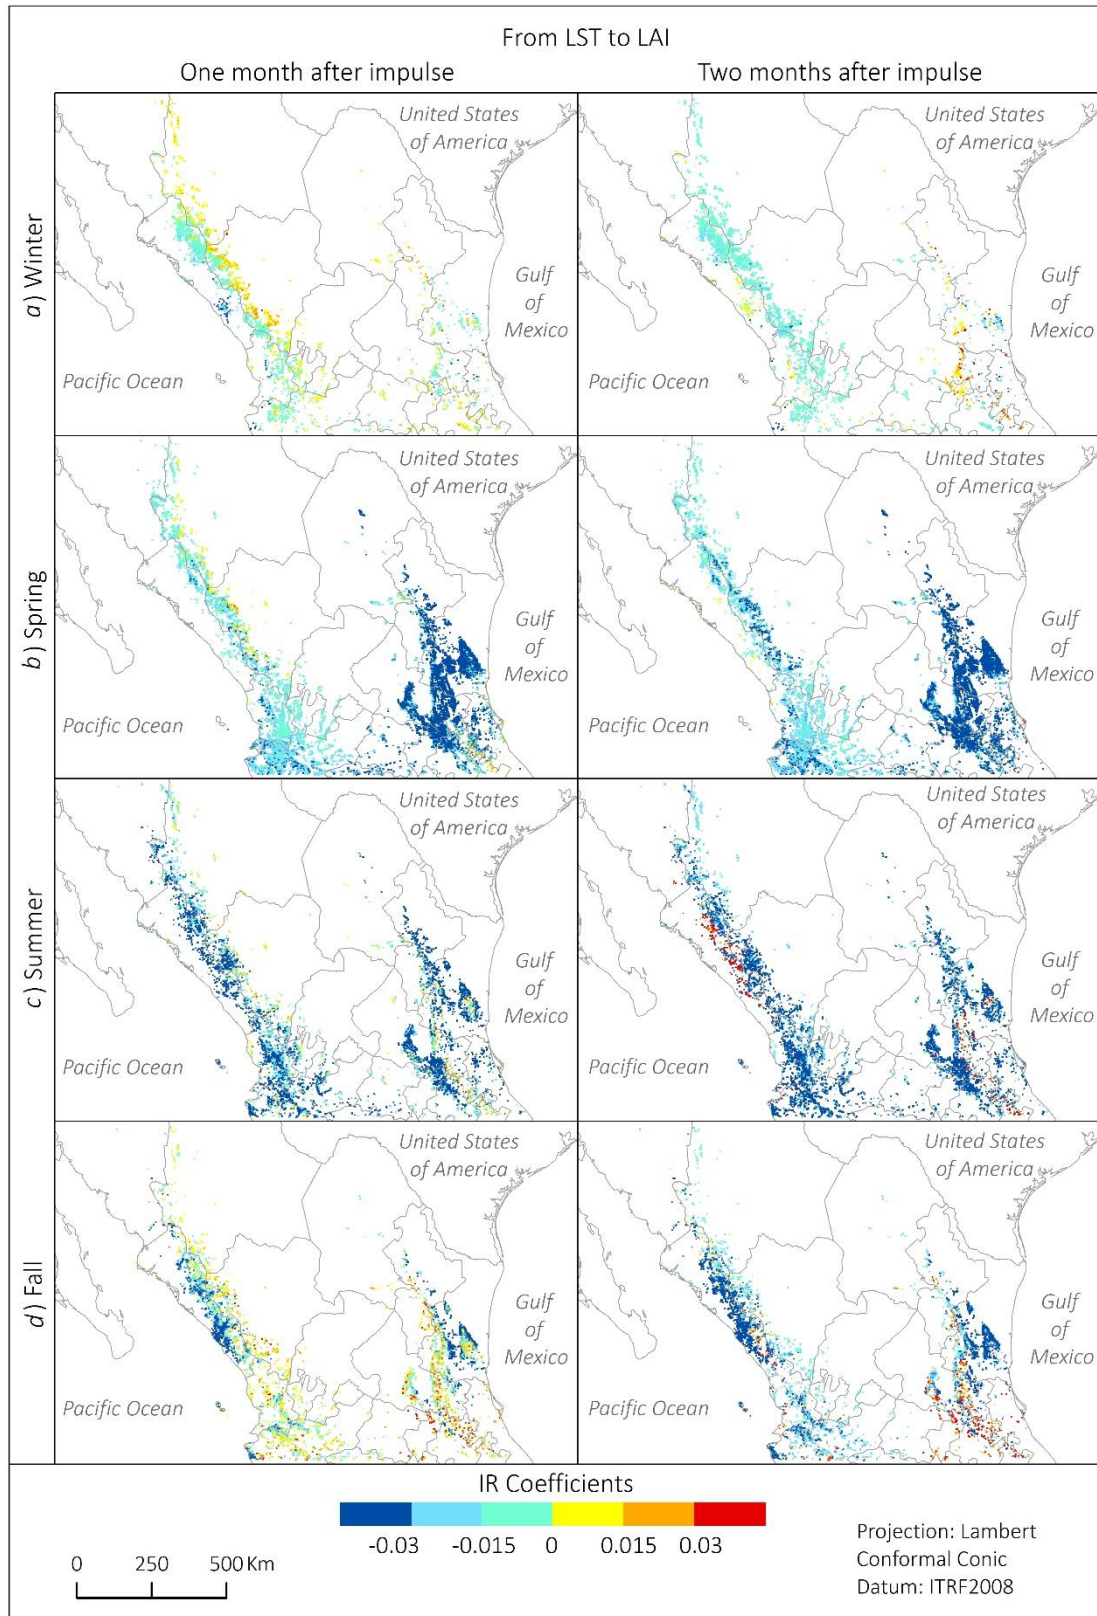 From LST to LAI
One month after impulse
Two months after impulse
a) Winter
United States
of America
Gulf
of
Mexico
Pacific Ocean
United States
of America
Gulf
of
Mexico
Pacific Ocean
b) Spring
United States
of America
Gulf
of
Mexico
Pacific Ocean
United States
of America
Gulf
of
Mexico
Pacific Ocean
c) Summer
United States
of America
Gulf
of
Mexico
Pacific Ocean
United States
of America
Gulf
of
Mexico
Pacific Ocean
d) Fall
United States
of America
Gulf
of
Mexico
Pacific Ocean
United States
of America
Gulf
of
Mexico
Pacific Ocean
IR Coefficients
-0.03 -0.015 0 0.015 0.03
0 250 500 Km
Projection: Lambert
Conformal Conic
Datum: ITRF2008